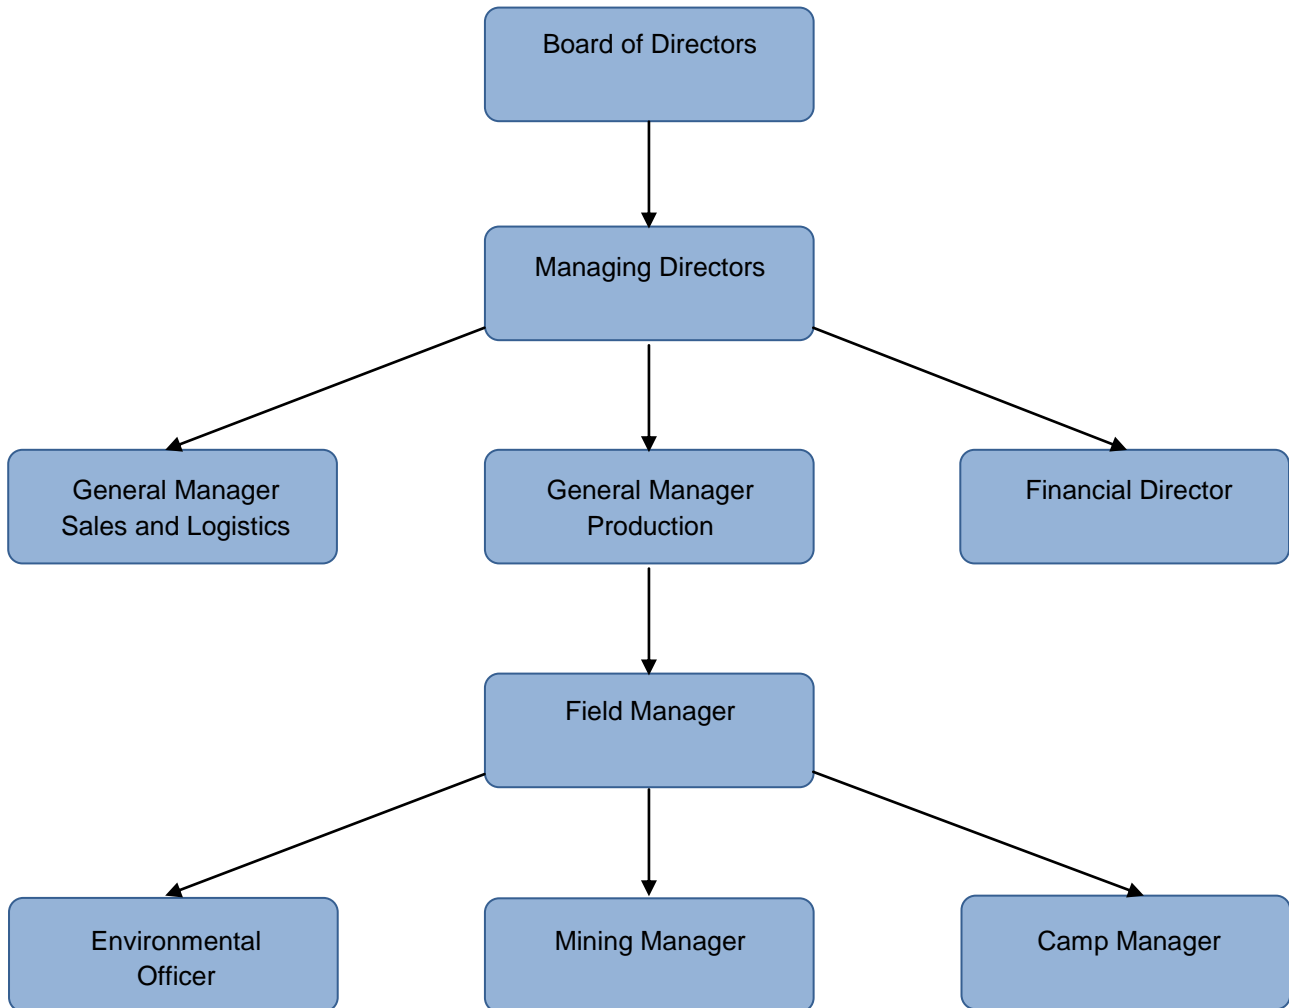 Board of Directors
Managing Directors
General Manager
Sales and Logistics
General Manager
Production
Financial Director
Field Manager
Environmental
Officer
Mining Manager
Camp Manager